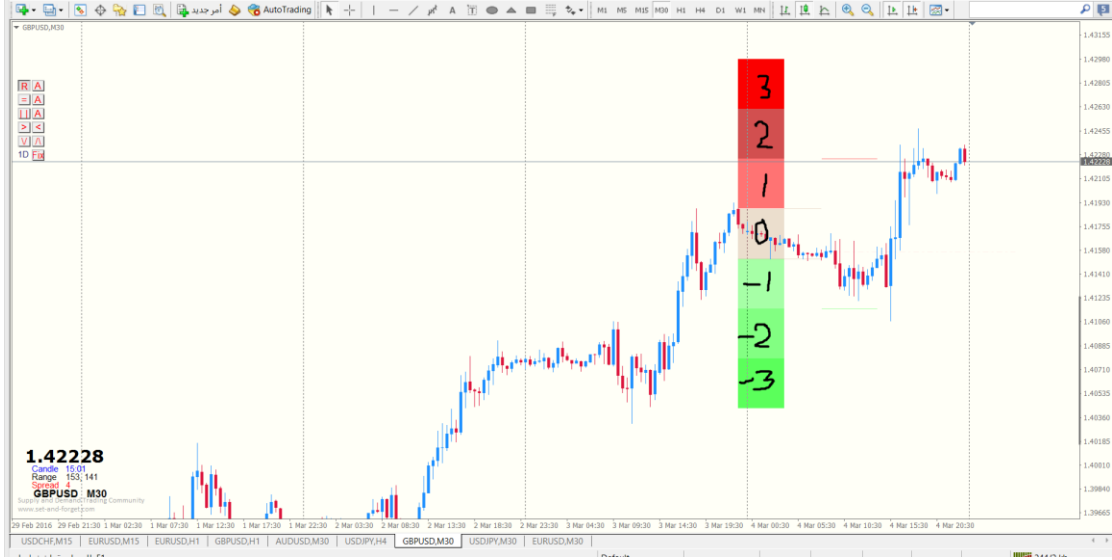 أمر جديد AutoTrading A T M1 M5 M15 M30 H1 H4 D1 W1 MN
GBPUSD,M30
R A
= A
A
> <
V
1D Fix
3
2
1
0
-1
-2
-3
1.43155
1.42980
1.42805
1.42630
1.42455
1.42280
1.42228
1.42105
1.41930
1.41755
1.41580
1.41410
1.41235
1.41060
1.40885
1.40710
1.40535
1.40360
1.40185
1.40010
1.39840
1.39665
1.42228
Candle 15:01
Range 153, 141
Spread 4
GBPUSD M30
Supply and Demand Trading Community
www.set-and-forget.com
29 Feb 2016 29 Feb 21:30 1 Mar 02:30 1 Mar 07:30 1 Mar 12:30 1 Mar 17:30 1 Mar 22:30 2 Mar 03:30 2 Mar 08:30 2 Mar 13:30 2 Mar 18:30 2 Mar 23:30 3 Mar 04:30 3 Mar 09:30 3 Mar 14:30 3 Mar 19:30 4 Mar 00:30 4 Mar 05:30 4 Mar 10:30 4 Mar 15:30 4 Mar 20:30
USDCHF,M15 EURUSD,M15 EURUSD,H1 GBPUSD,H1 AUDUSD,M30 USDJPY,H4 GBPUSD,M30 USDJPY,M30 EURUSD,M30